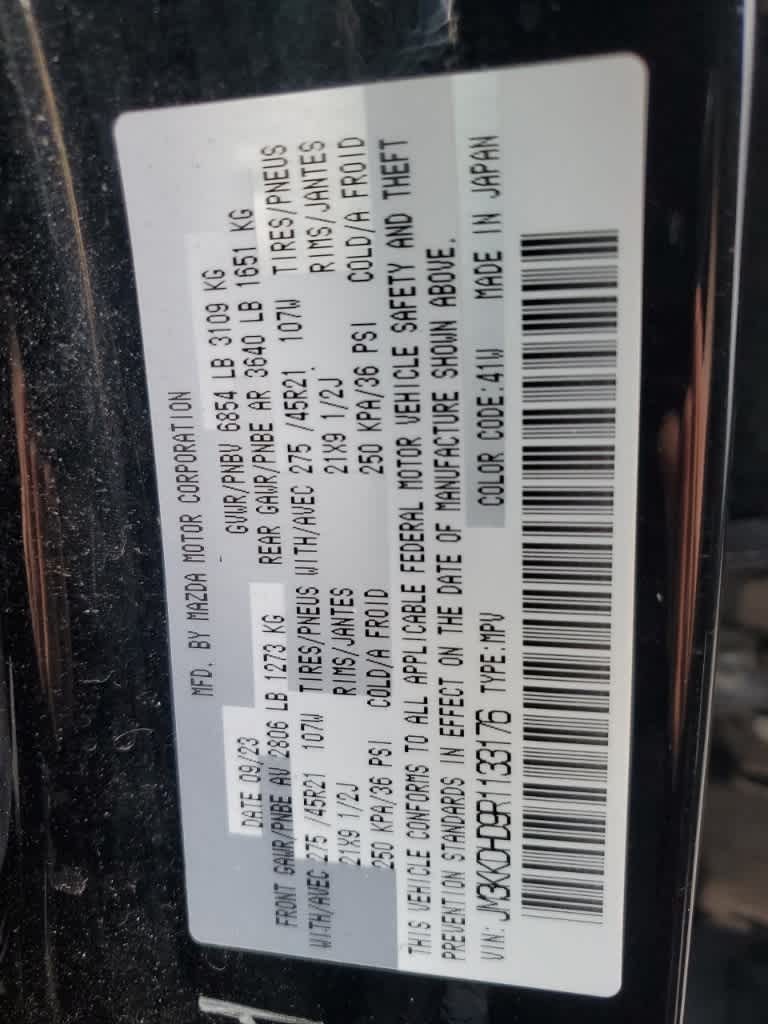 MFD. BY MAZDA MOTOR CORPORATION
DATE 09/23 GVWR/PNBV 6854 LB 3109 KG
FRONT GAWR/PNBE AV 2806 LB 1273 KG REAR GAWR/PNBE AR 3640 LB 1651 KG
WITH/AVEC 275 /45R21 107W TIRES/PNEUS WITH/AVEC 275 /45R21 107W TIRES/PNEUS
21X9 1/2J RIMS/JANTES 21X9 1/2J RIMS/JANTES
250 KPA/36 PSI COLD/A FROID 250 KPA/36 PSI COLD/A FROID
THIS VEHICLE CONFORMS TO ALL APPLICABLE FEDERAL MOTOR VEHICLE SAFETY AND THEFT
PREVENTION STANDARDS IN EFFECT ON THE DATE OF MANUFACTURE SHOWN ABOVE.
VIN: JM3KKDHD9R1133176 TYPE:MPV COLOR CODE:41W MADE IN JAPAN